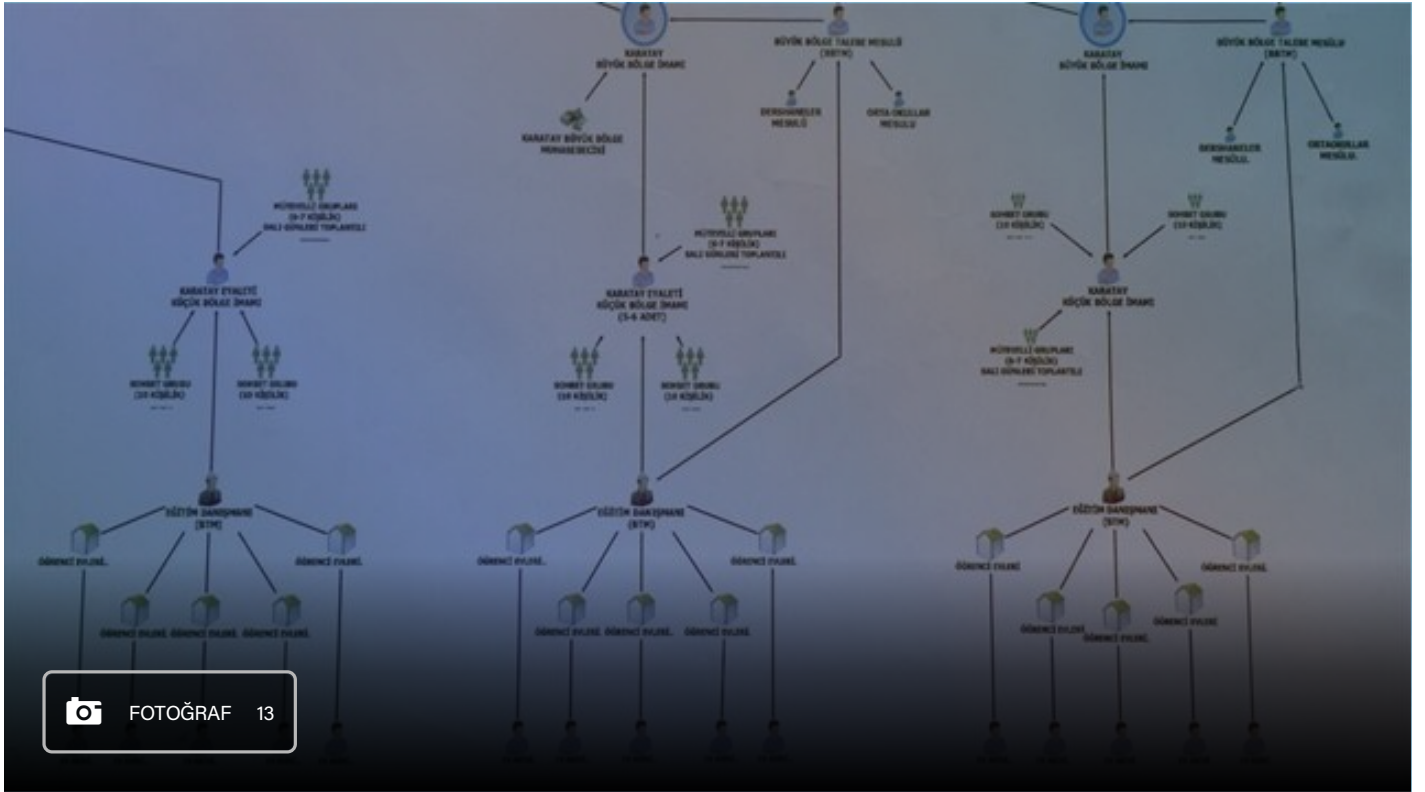 KARATAY
BÜYÜK BÖLGE İMAMI
BÜYÜK BÖLGE TALEBE MESULÜ
(BBTM)
KARATAY BÜYÜK BÖLGE
MUHASEBECİSİ
DERSHANELER
MESULÜ
ORTA OKULLAR
MESULU
KARATAY
BÜYÜK BÖLGE İMAMI
BÜYÜK BÖLGE TALEBE MESÜLU
(BBTM)
DERSHANELER
MESÜLU.
ORTAOKULLAR
MESÜLU.
MÜTEVELLİ GRUPLARI
(6-7 KİŞİLİK)
SALI GÜNLERİ TOPLANTILI
KARATAY EYALETİ
KÜÇÜK BÖLGE İMAMI
SOHBET GRUBU
(10 KİŞİLİK)
SOHBET GRUBU
(10 KİŞİLİK)
MÜTEVELLİ GRUPLARI
(6-7 KİŞİLİK)
SALI GÜNLERİ TOPLANTILI
KARATAY EYALETİ
KÜÇÜK BÖLGE İMAMI
(5-6 ADET)
SOHBET GRUBU
(10 KİŞİLİK)
SOHBET GRUBU
(10 KİŞİLİK)
SOHBET GRUBU
(10 KİŞİLİK)
SOHBET GRUBU
(10 KİŞİLİK)
KARATAY
KÜÇÜK BÖLGE İMAMI
MÜTEVELLİ GRUPLARI
(6-7 KİŞİLİK)
SALI GÜNLERİ TOPLANTILI
EĞİTİM DANIŞMANI
(BTM)
ÖĞRENCİ EVLERİ.
ÖĞRENCİ EVLERİ.
ÖĞRENCİ EVLERİ. ÖĞRENCİ EVLERİ. ÖĞRENCİ EVLERİ.
EĞİTİM DANIŞMANI
(BTM)
ÖĞRENCİ EVLERİ.
ÖĞRENCİ EVLERİ.
ÖĞRENCİ EVLERİ. ÖĞRENCİ EVLERİ. ÖĞRENCİ EVLERİ.
EĞİTİM DANIŞMANI
(BTM)
ÖĞRENCİ EVLERİ
ÖĞRENCİ EVLERİ.
ÖĞRENCİ EVLERİ.
ÖĞRENCİ EVLERİ.
ÖĞRENCİ EVLERİ
FOTOĞRAF 13